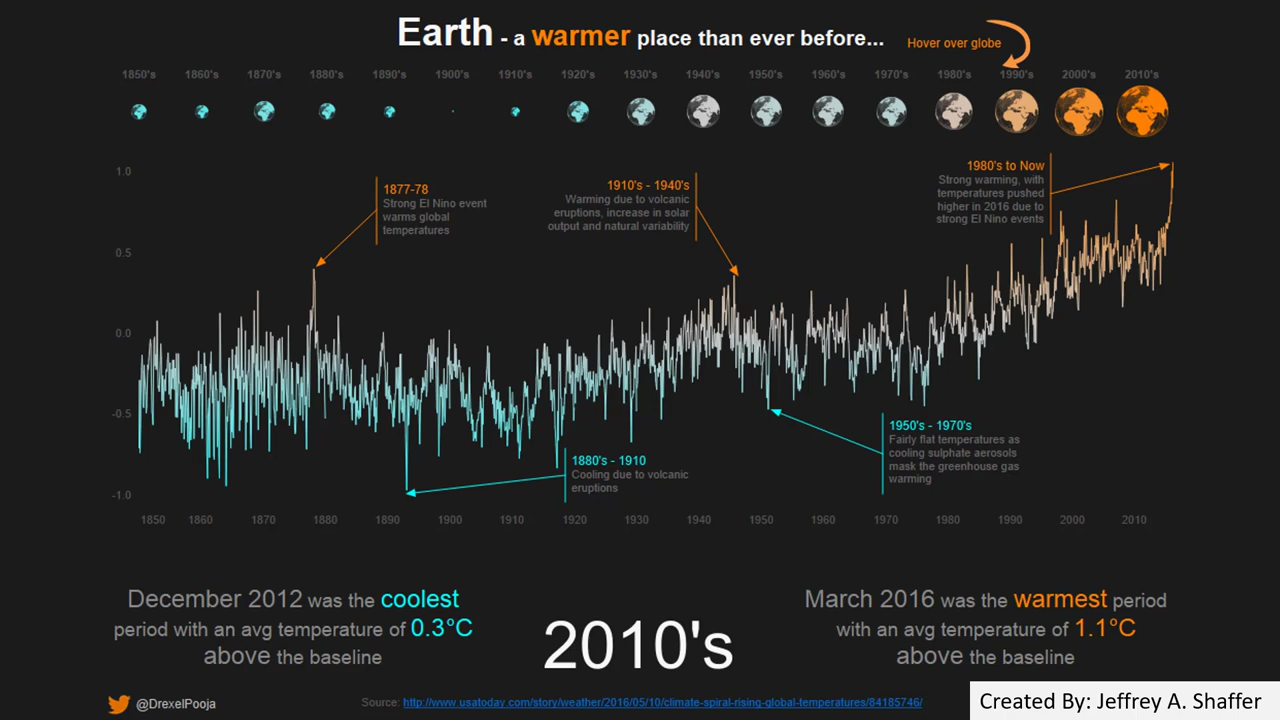 Earth - a warmer place than ever before...
Hover over globe
1850's 1860's 1870's 1880's 1890's 1900's 1910's 1920's 1930's 1940's 1950's 1960's 1970's 1980's 1990's 2000's 2010's
1.0
0.5
0.0
-0.5
-1.0
1877-78
Strong El Nino event
warms global
temperatures
1910's - 1940's
Warming due to volcanic
eruptions, increase in solar
output and natural variability
1980's to Now
Strong warming, with
temperatures pushed
higher in 2016 due to
strong El Nino events
1880's - 1910
Cooling due to volcanic
eruptions
1950's - 1970's
Fairly flat temperatures as
cooling sulphate aerosols
mask the greenhouse gas
warming
1850 1860 1870 1880 1890 1900 1910 1920 1930 1940 1950 1960 1970 1980 1990 2000 2010
December 2012 was the coolest
period with an avg temperature of 0.3°C
above the baseline
2010's
March 2016 was the warmest period
with an avg temperature of 1.1°C
above the baseline
@DrexelPooja
Source: http://www.usatoday.com/story/weather/2016/05/10/climate-spiral-rising-global-temperatures/84185746/
Created By: Jeffrey A. Shaffer